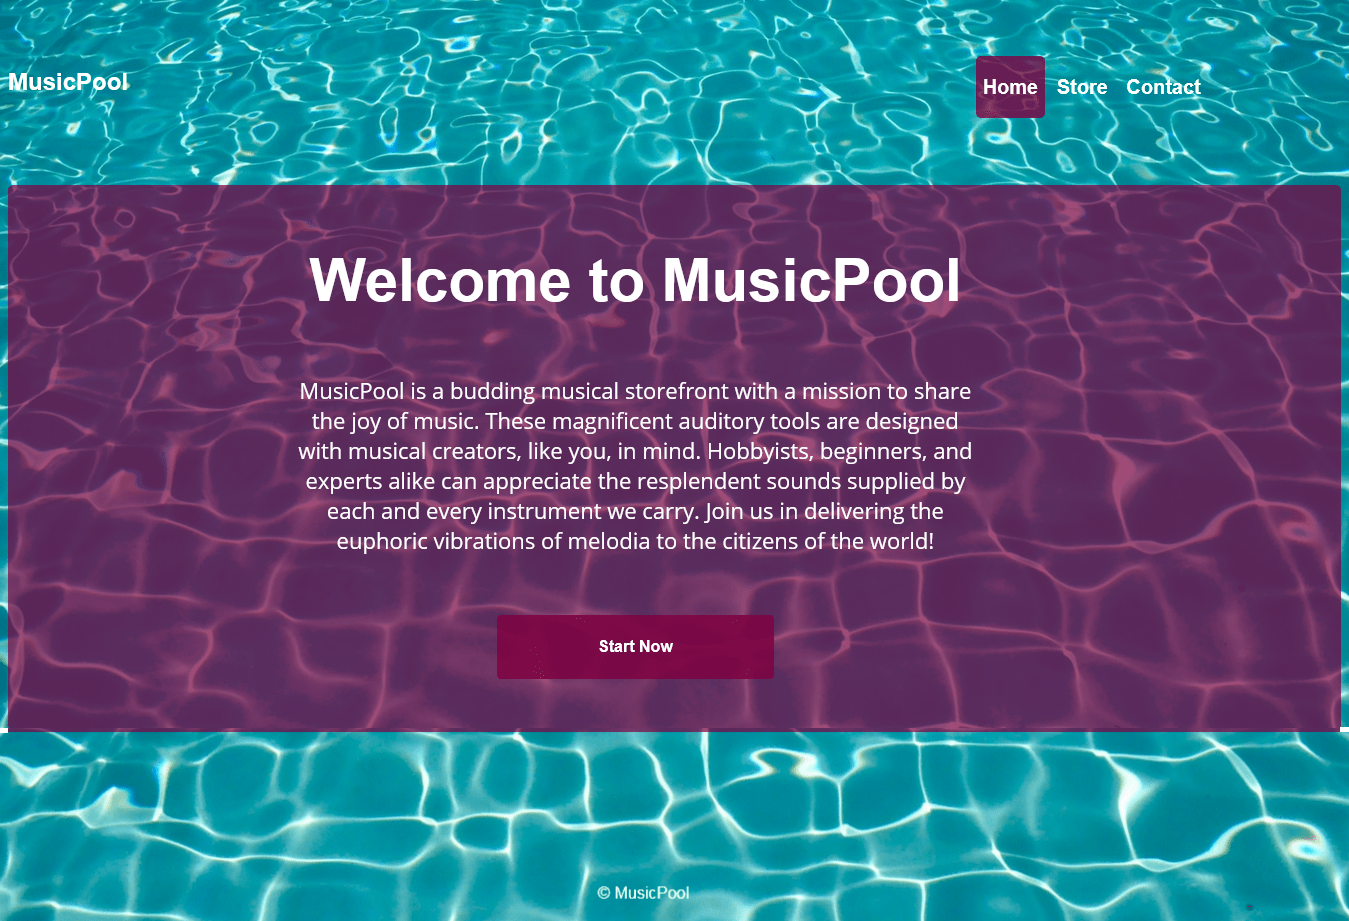 MusicPool
Home Store Contact
Welcome to MusicPool
MusicPool is a budding musical storefront with a mission to share
the joy of music. These magnificent auditory tools are designed
with musical creators, like you, in mind. Hobbyists, beginners, and
experts alike can appreciate the resplendent sounds supplied by
each and every instrument we carry. Join us in delivering the
euphoric vibrations of melodia to the citizens of the world!
Start Now
© MusicPool